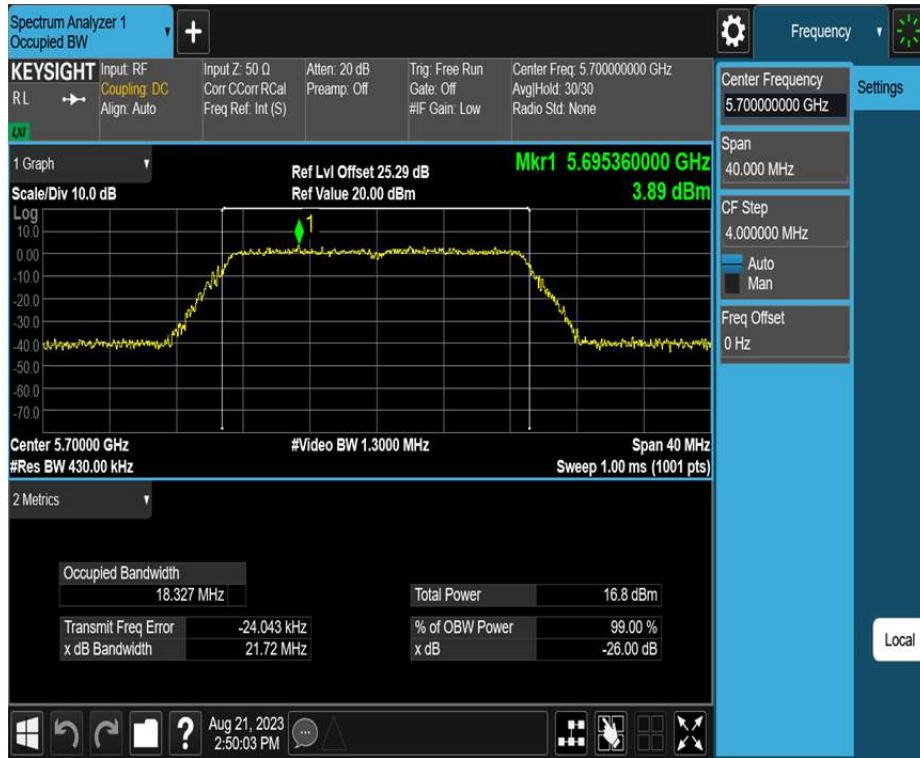 Spectrum Analyzer 1
Occupied BW
+
Frequency
KEYSIGHT
R L
LXI
Input: RF
Coupling: DC
Align: Auto
Input Z: 50 Ω
Corr CCorr RCal
Freq Ref: Int (S)
Atten: 20 dB
Preamp: Off
Trig: Free Run
Gate: Off
#IF Gain: Low
Center Freq: 5.700000000 GHz
Avg|Hold: 30/30
Radio Std: None
Center Frequency
5.700000000 GHz
Settings
Span
40.000 MHz
CF Step
4.000000 MHz
Auto
Man
Freq Offset
0 Hz
Local
1 Graph
Scale/Div 10.0 dB
Ref Lvl Offset 25.29 dB
Ref Value 20.00 dBm
Mkr1 5.695360000 GHz
3.89 dBm
Log
1
10.0
0.00
-10.0
-20.0
-30.0
-40.0
-50.0
-60.0
-70.0
Center 5.70000 GHz
#Video BW 1.3000 MHz
Span 40 MHz
#Res BW 430.00 kHz
Sweep 1.00 ms (1001 pts)
2 Metrics
Occupied Bandwidth
18.327 MHz
Total Power 16.8 dBm
Transmit Freq Error -24.043 kHz
% of OBW Power 99.00 %
x dB Bandwidth 21.72 MHz
x dB -26.00 dB
?
Aug 21, 2023
2:50:03 PM